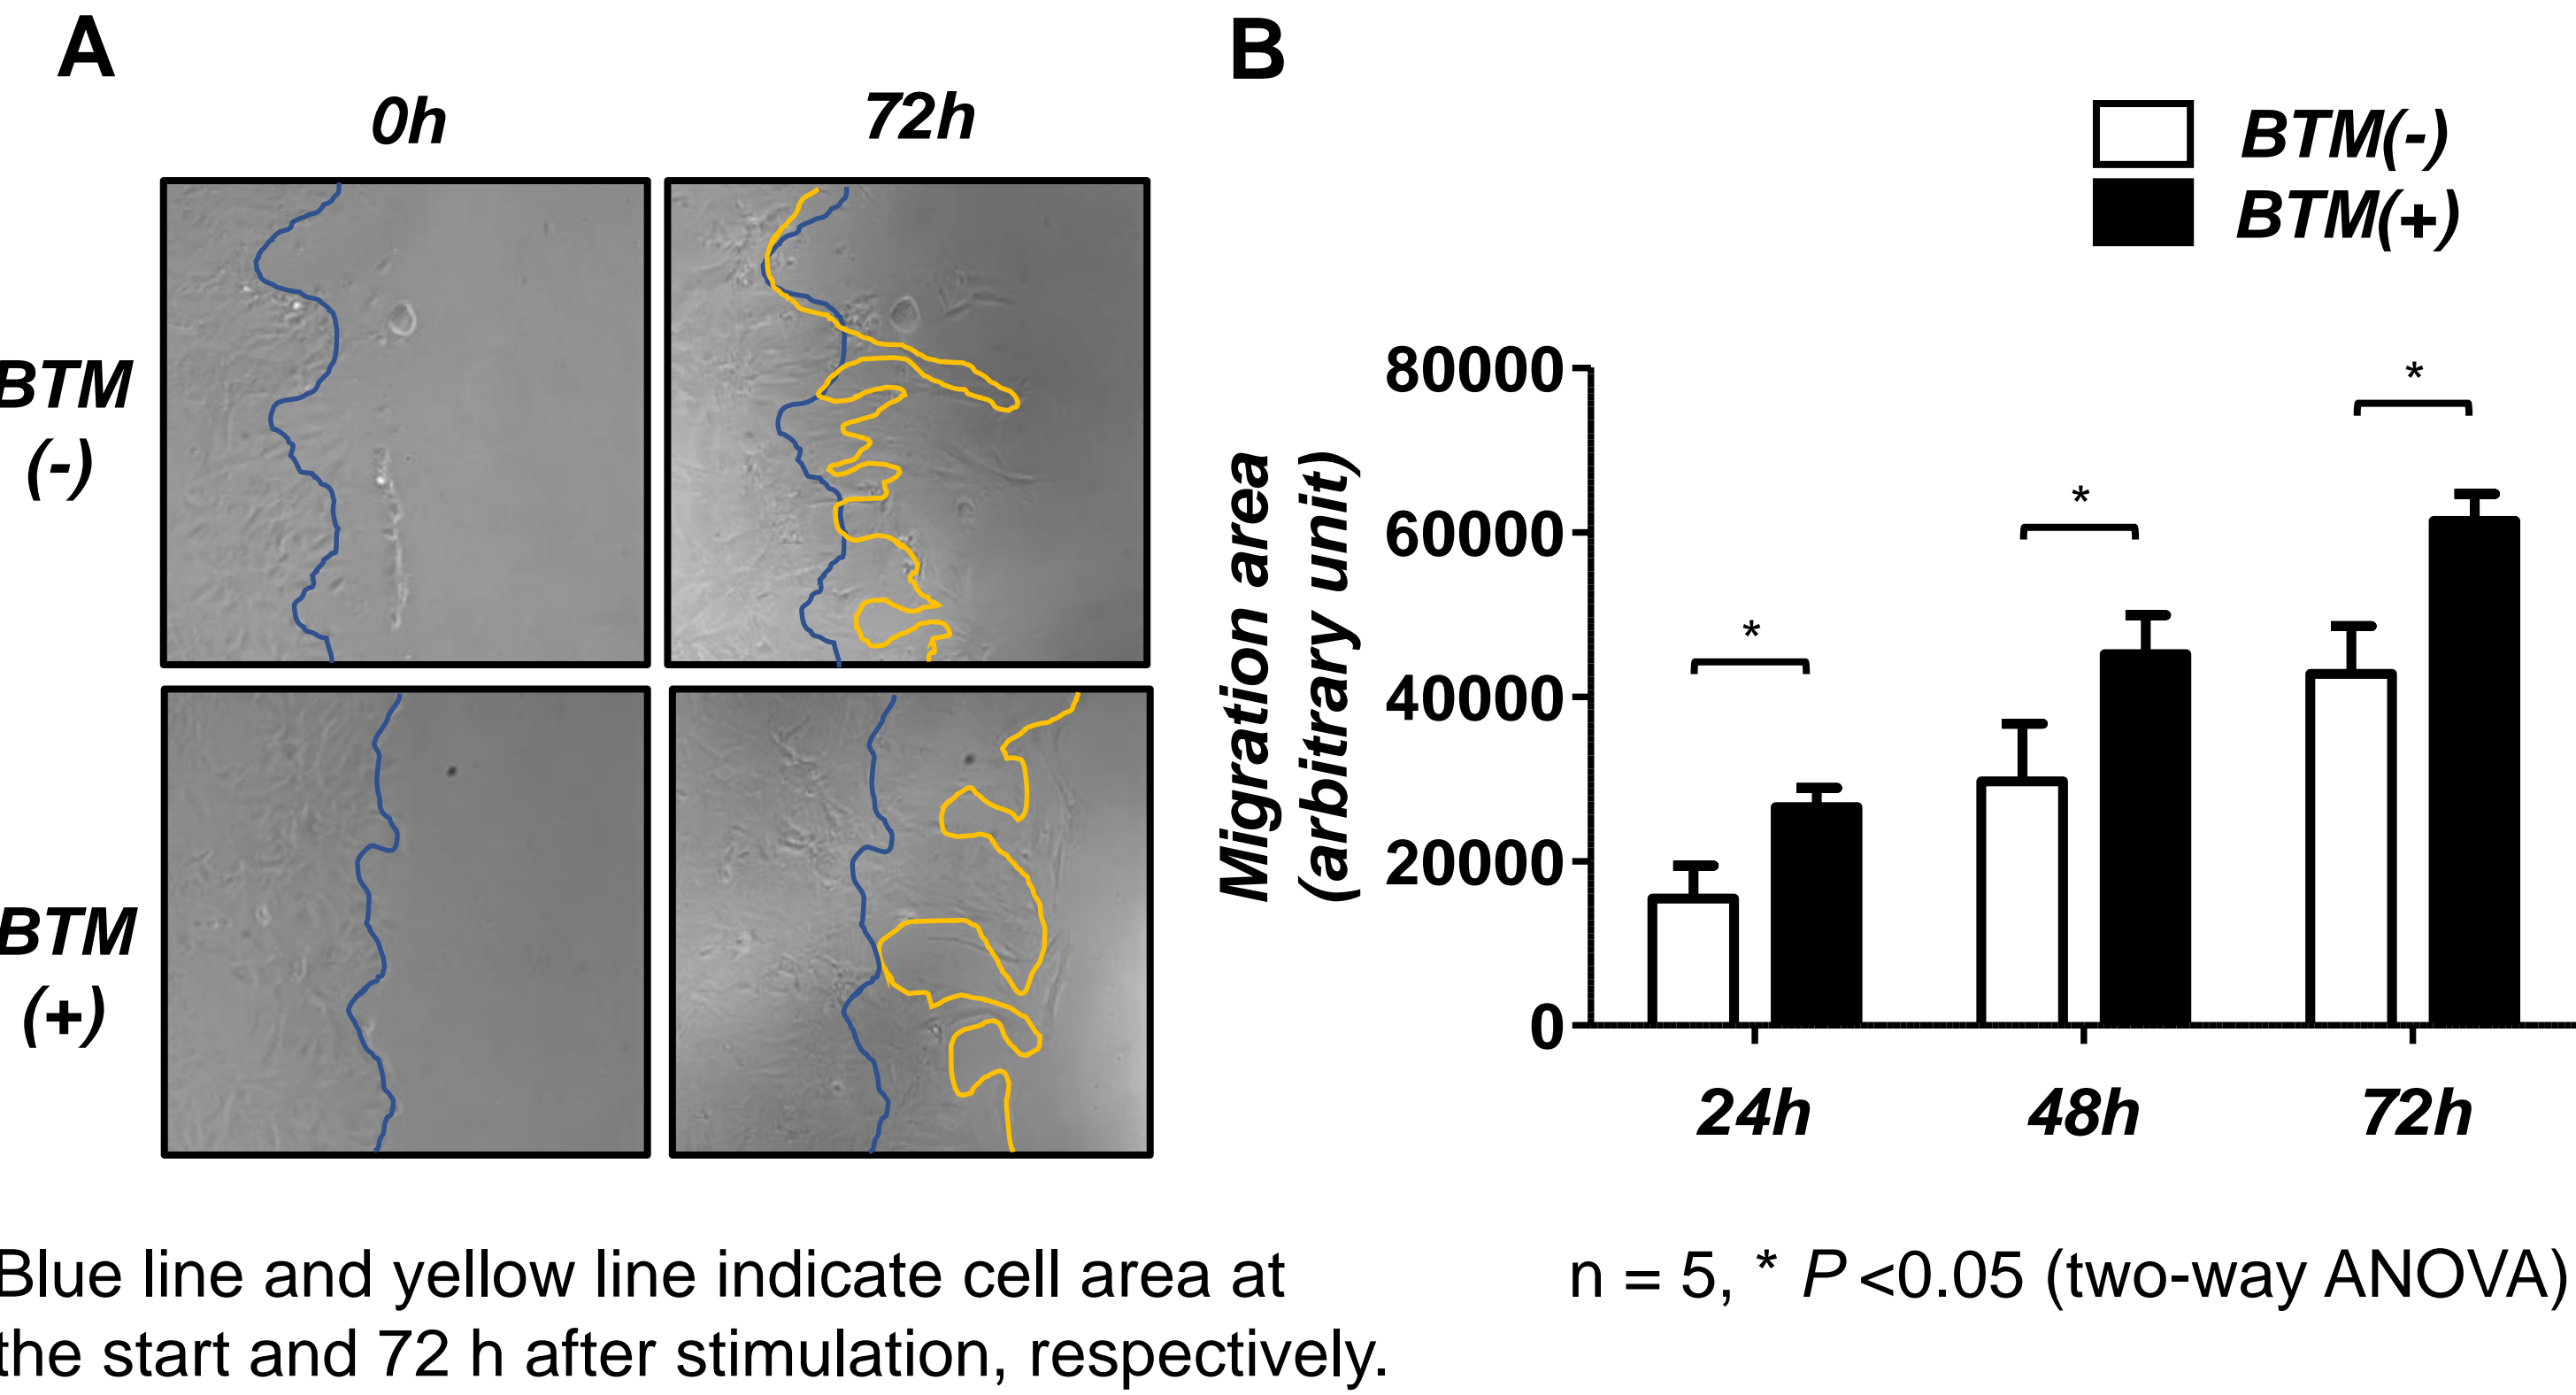 A
0h
72h
BTM
(-)
BTM
(+)
B
BTM(-)
BTM(+)
Migration area
(arbitrary unit)
80000
60000
40000
20000
0
*
*
*
24h
48h
72h
Blue line and yellow line indicate cell area at
the start and 72 h after stimulation, respectively.
n = 5, * P <0.05 (two-way ANOVA)